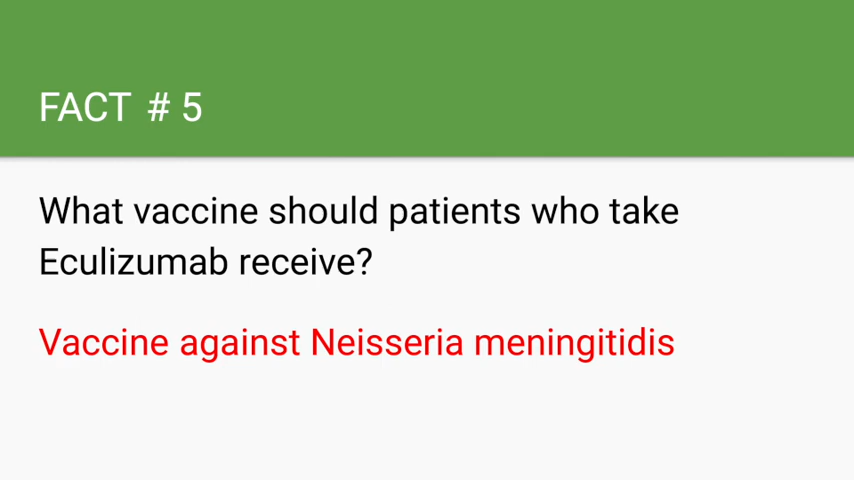 FACT # 5
What vaccine should patients who take
Eculizumab receive?
Vaccine against Neisseria meningitidis